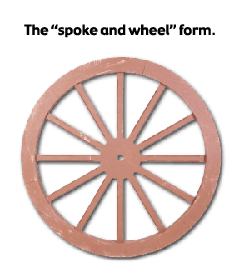 The “spoke and wheel” form.